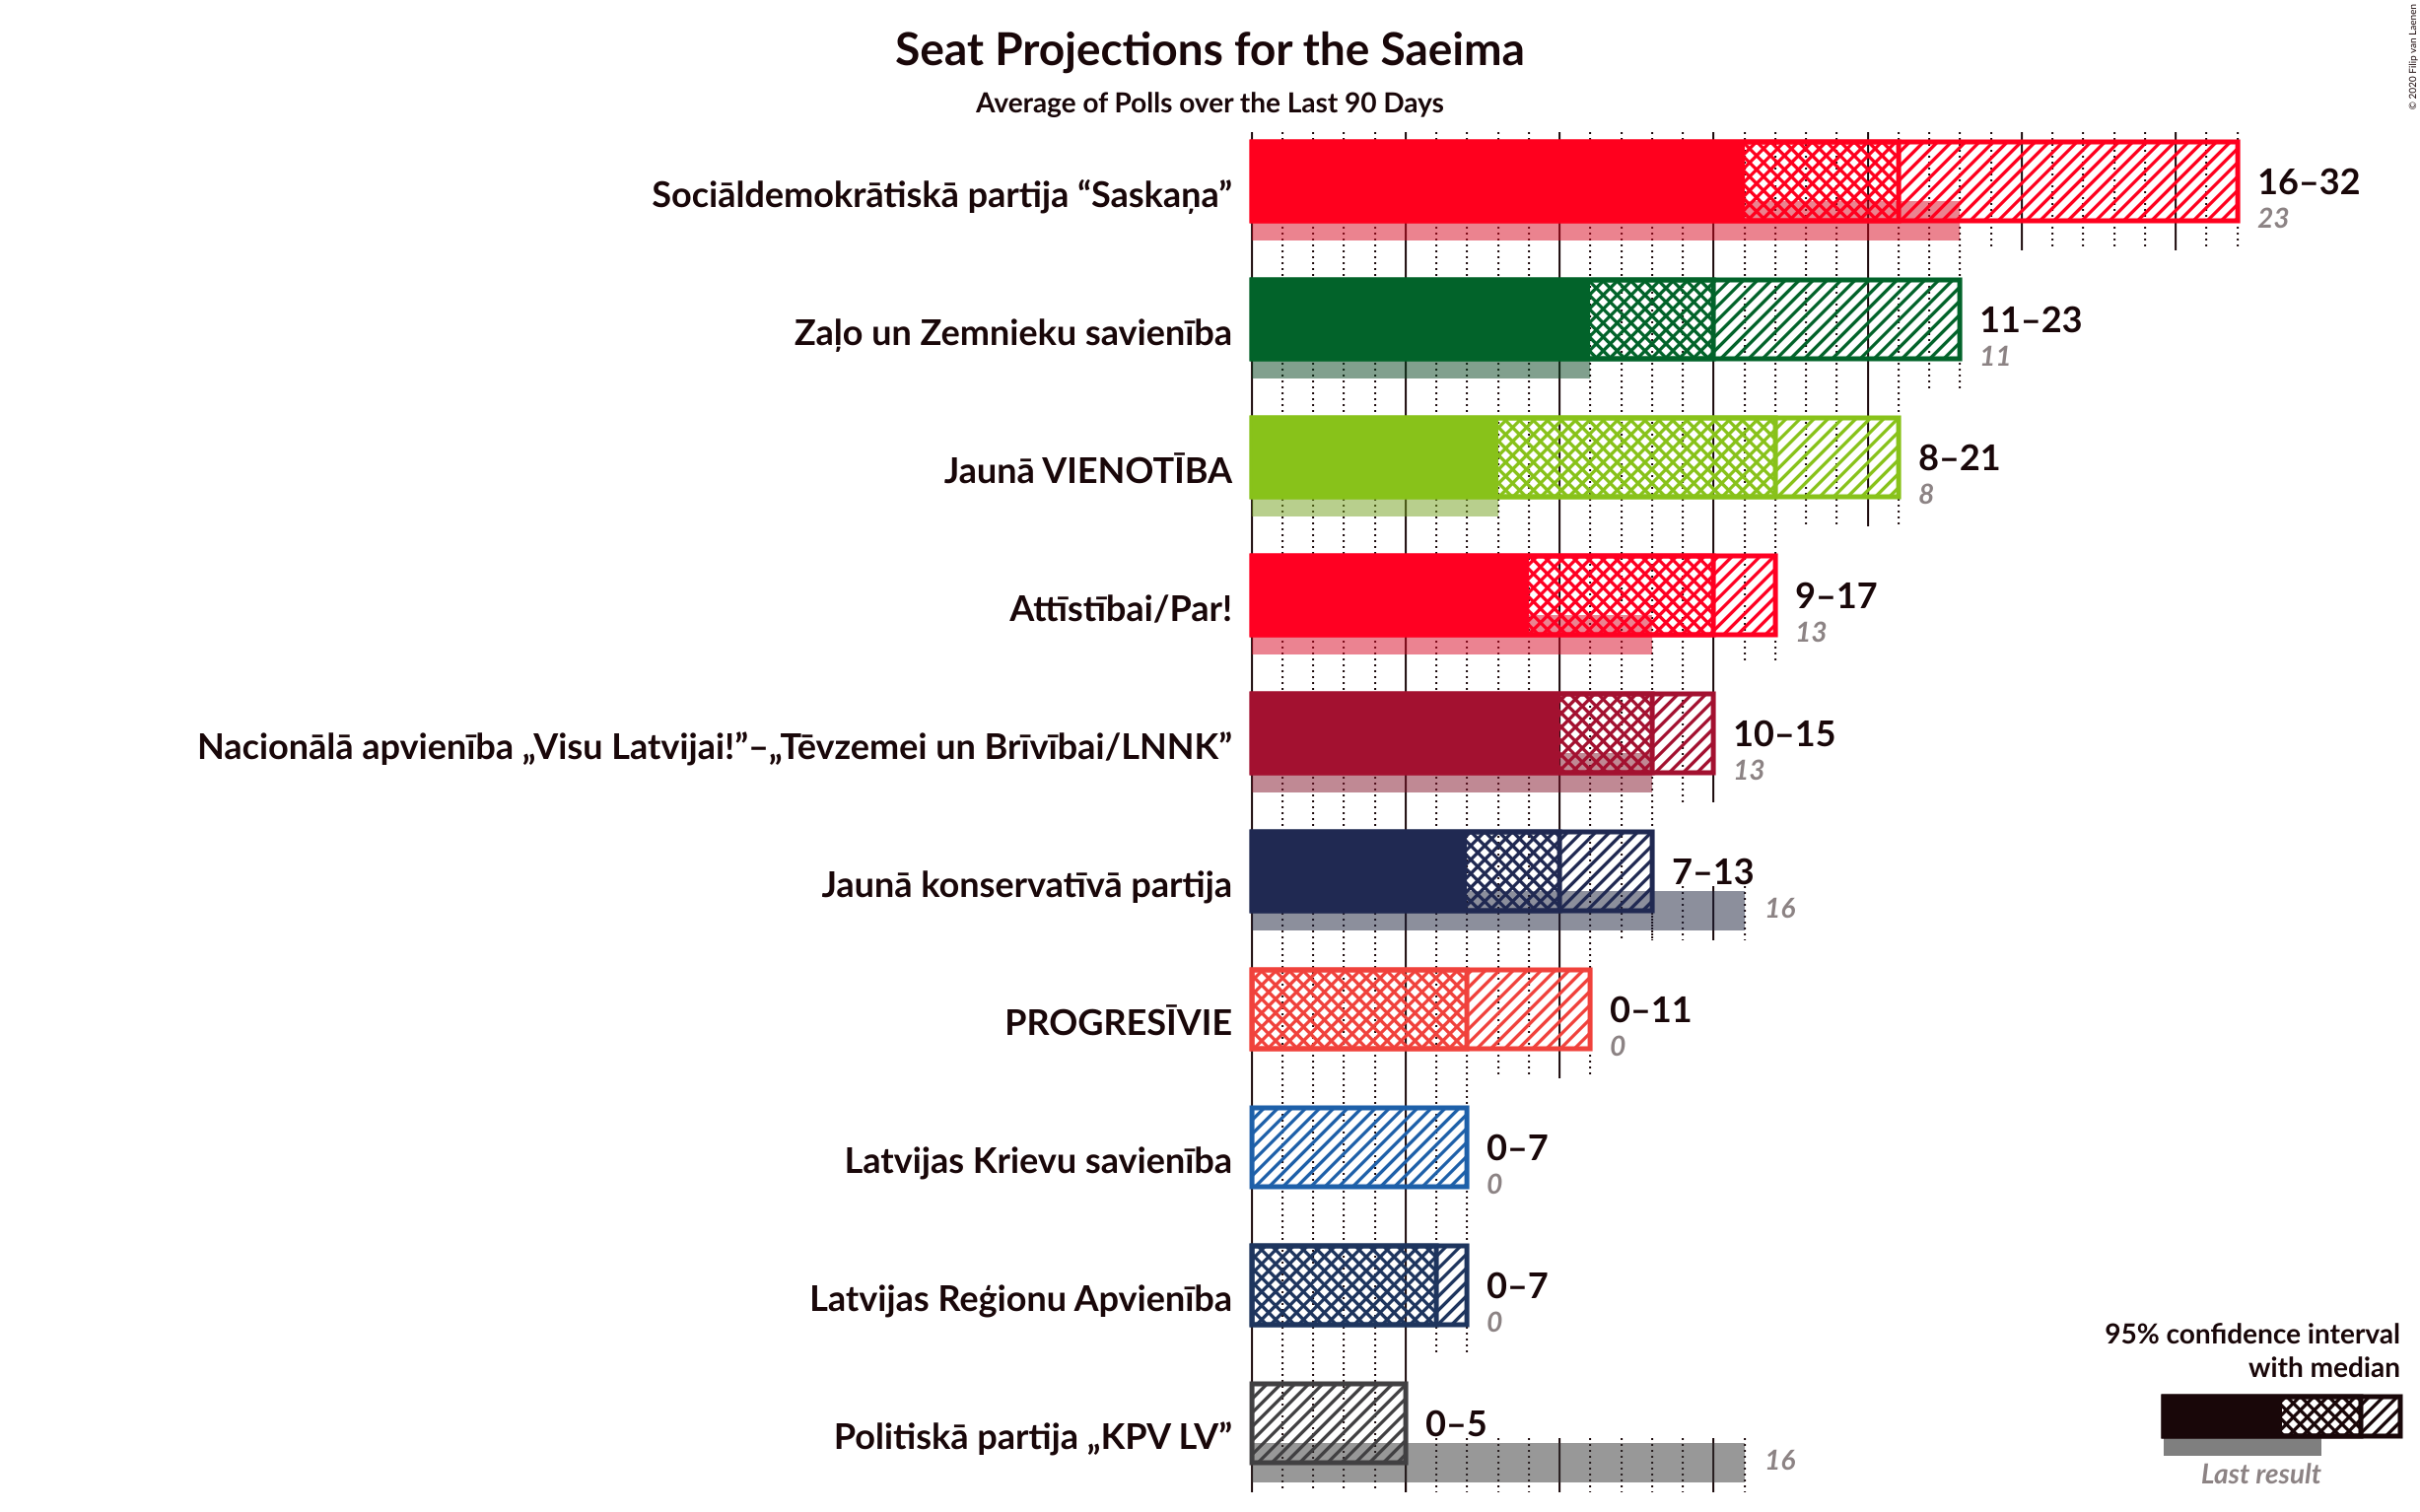 Seat Projections for the Saeima
Average of Polls over the Last 90 Days
© 2020 Filip van Laenen
Sociāldemokrātiskā partija “Saskaņa”
16–32
23
Zaļo un Zemnieku savienība
11–23
11
Jaunā VIENOTĪBA
8–21
8
Attīstībai/Par!
9–17
13
Nacionālā apvienība „Visu Latvijai!”–„Tēvzemei un Brīvībai/LNNK”
10–15
13
Jaunā konservatīvā partija
7–13
16
PROGRESĪVIE
0–11
0
Latvijas Krievu savienība
0–7
0
Latvijas Reģionu Apvienība
0–7
0
Politiskā partija „KPV LV”
0–5
16
95% confidence interval
with median
Last result